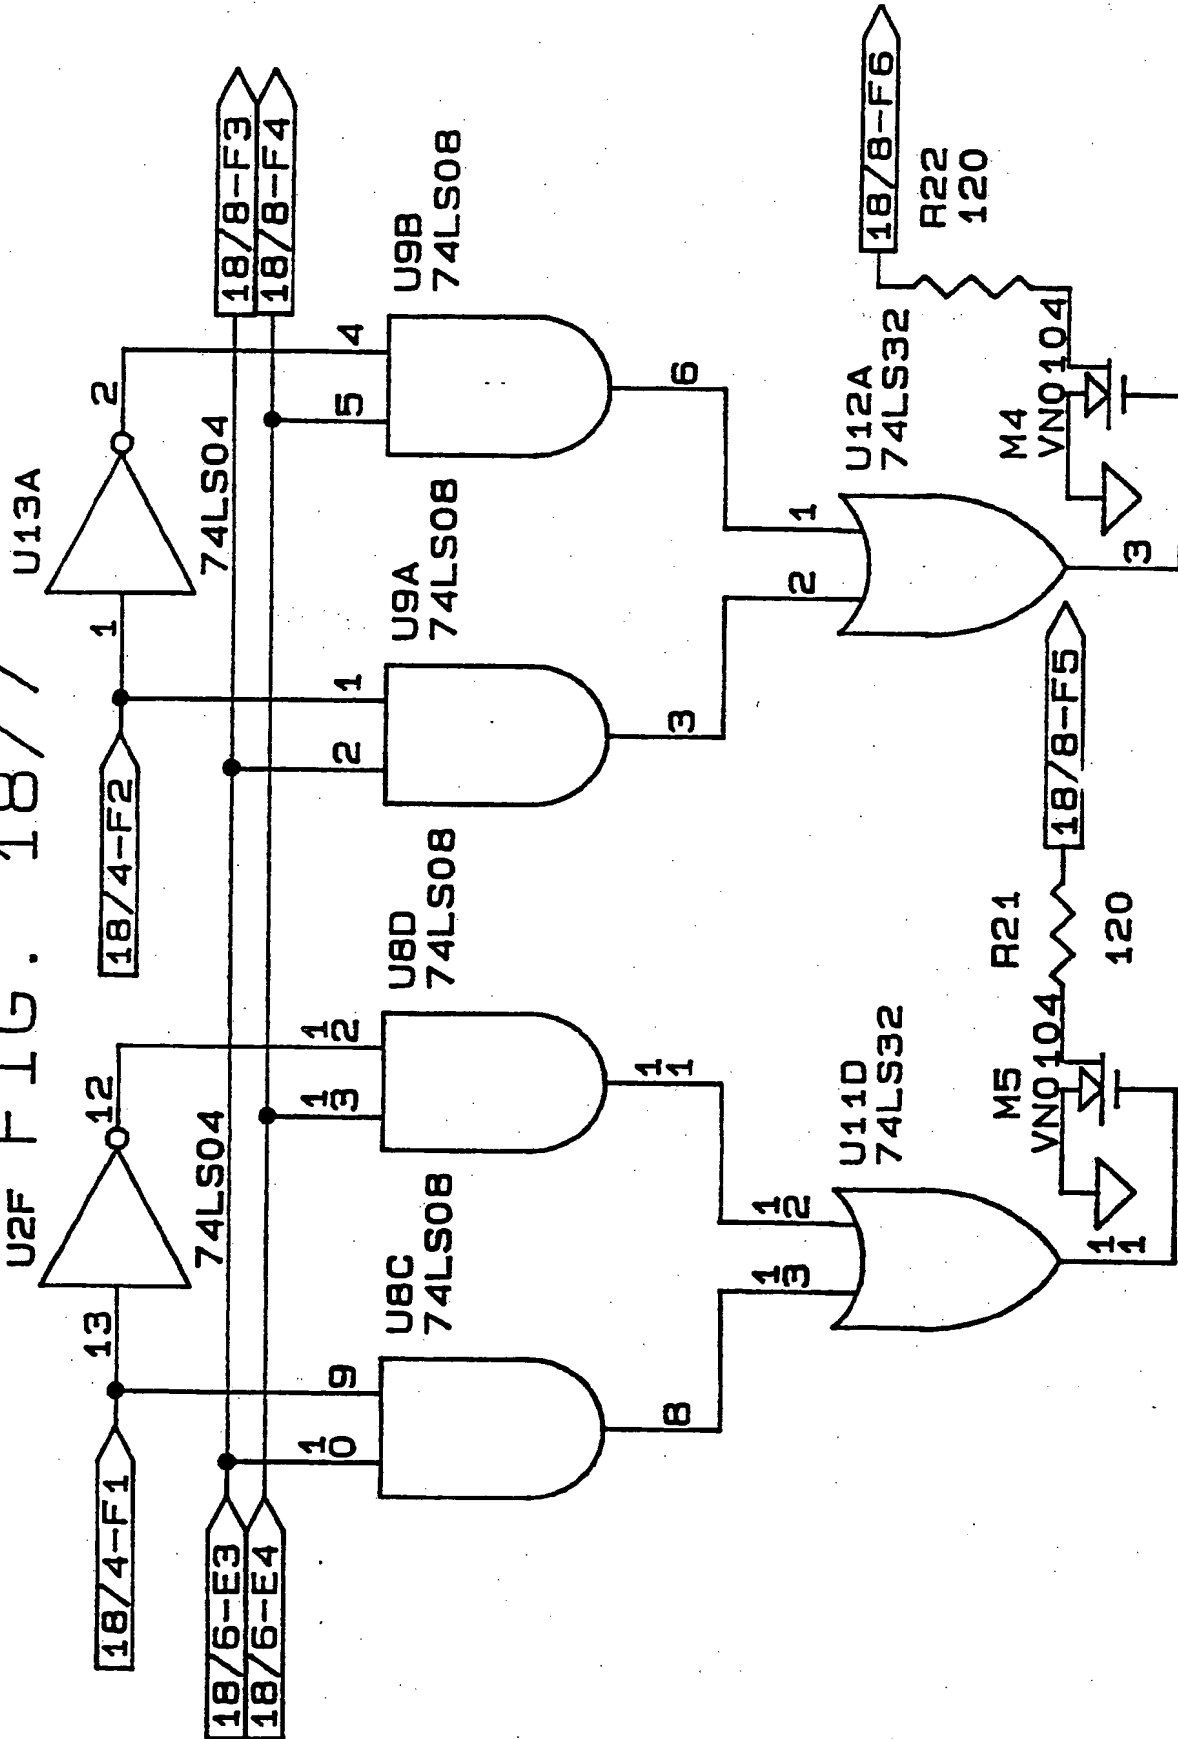 FIG. 18/7
18/4-F1
13
U2F
12
74LS04
18/4-F2
1
U13A
2
74LS04
18/6-E3
18/6-E4
18/8-F3
18/8-F4
10
9
U8C
74LS08
8
13
12
U8D
74LS08
11
2
1
U9A
74LS08
3
5
4
U9B
74LS08
6
13
12
U11D
74LS32
11
2
1
U12A
74LS32
3
M5
VN0104
R21
120
18/8-F5
M4
VN0104
R22
120
18/8-F6